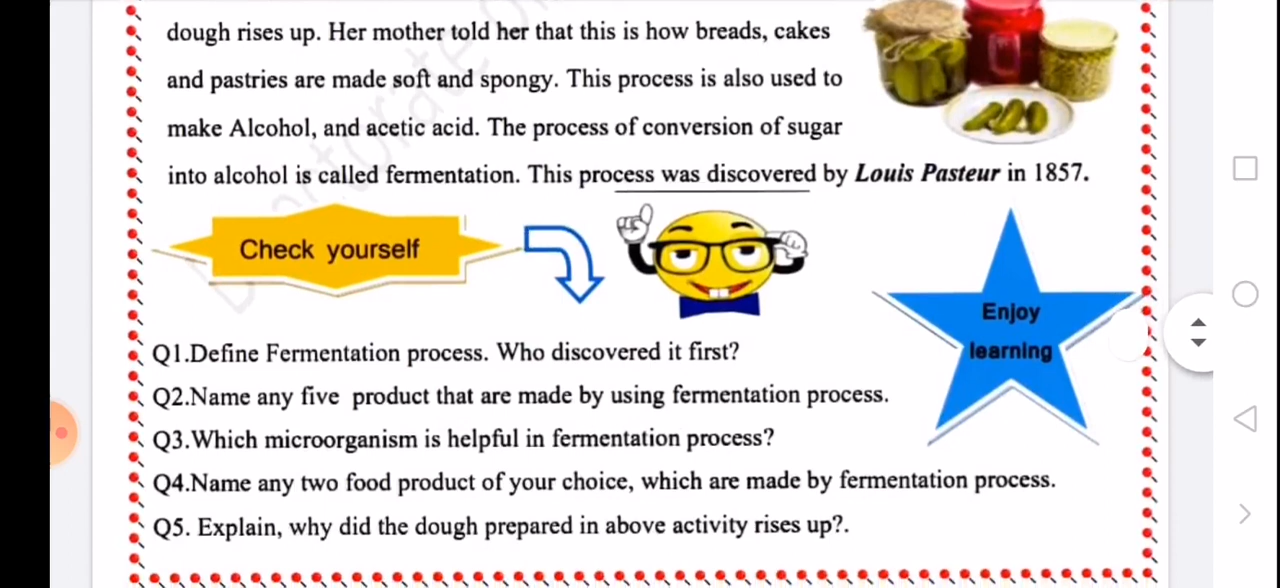 dough rises up. Her mother told her that this is how breads, cakes
and pastries are made soft and spongy. This process is also used to
make Alcohol, and acetic acid. The process of conversion of sugar
into alcohol is called fermentation. This process was discovered by Louis Pasteur in 1857.
Check yourself
Enjoy
learning
Q1.Define Fermentation process. Who discovered it first?
Q2.Name any five product that are made by using fermentation process.
Q3.Which microorganism is helpful in fermentation process?
Q4.Name any two food product of your choice, which are made by fermentation process.
Q5. Explain, why did the dough prepared in above activity rises up?.